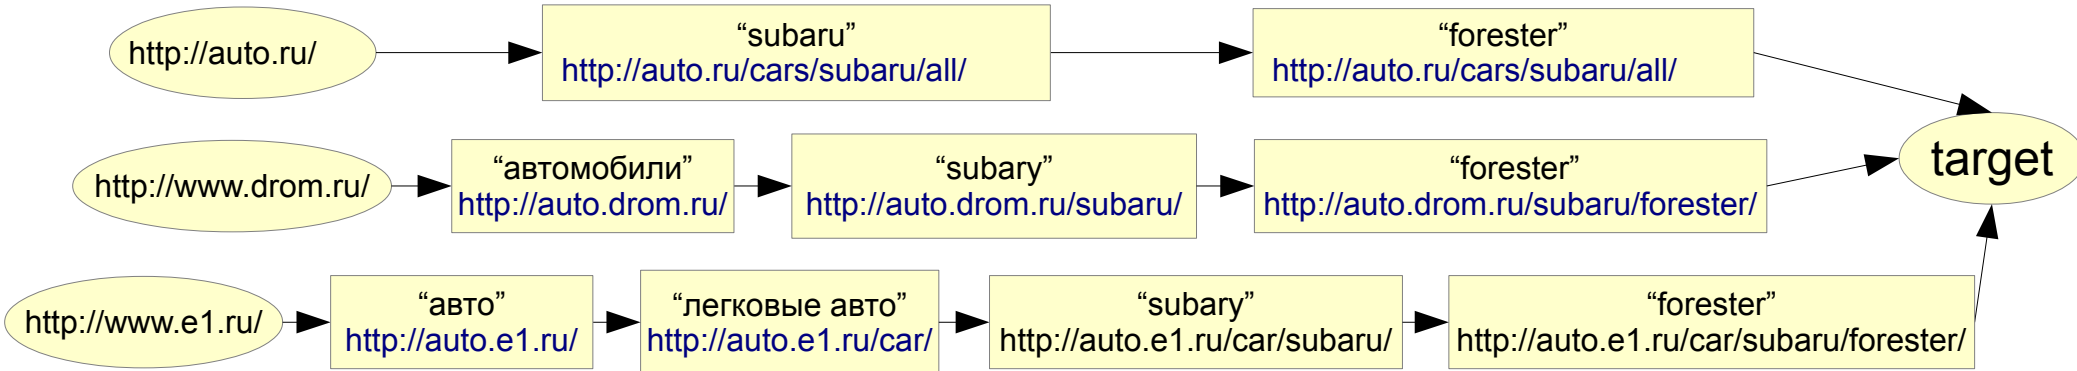 http://auto.ru/
“subaru”
http://auto.ru/cars/subaru/all/
“forester”
http://auto.ru/cars/subaru/all/
target
http://www.drom.ru/
“автомобили”
http://auto.drom.ru/
“subary”
http://auto.drom.ru/subaru/
“forester”
http://auto.drom.ru/subaru/forester/
http://www.e1.ru/
“авто”
http://auto.e1.ru/
“легковые авто”
http://auto.e1.ru/car/
“subary”
http://auto.e1.ru/car/subaru/
“forester”
http://auto.e1.ru/car/subaru/forester/